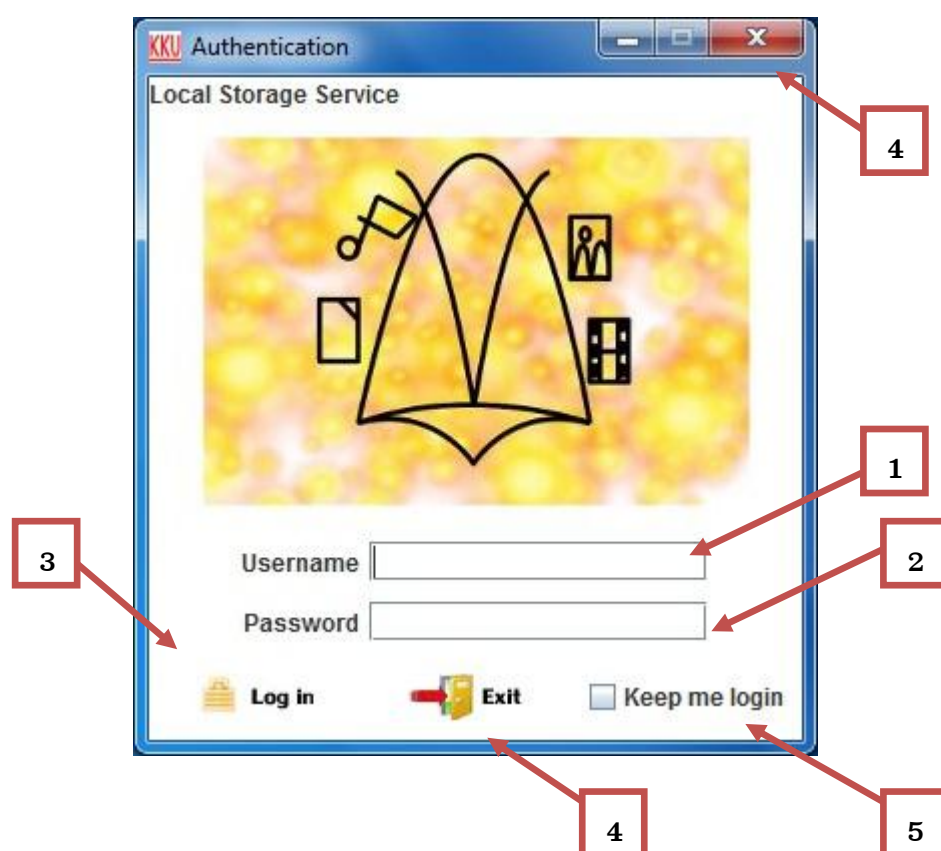 KKU Authentication
Local Storage Service
4
1
Username
3
2
Password
Log in Exit Keep me login
4
5